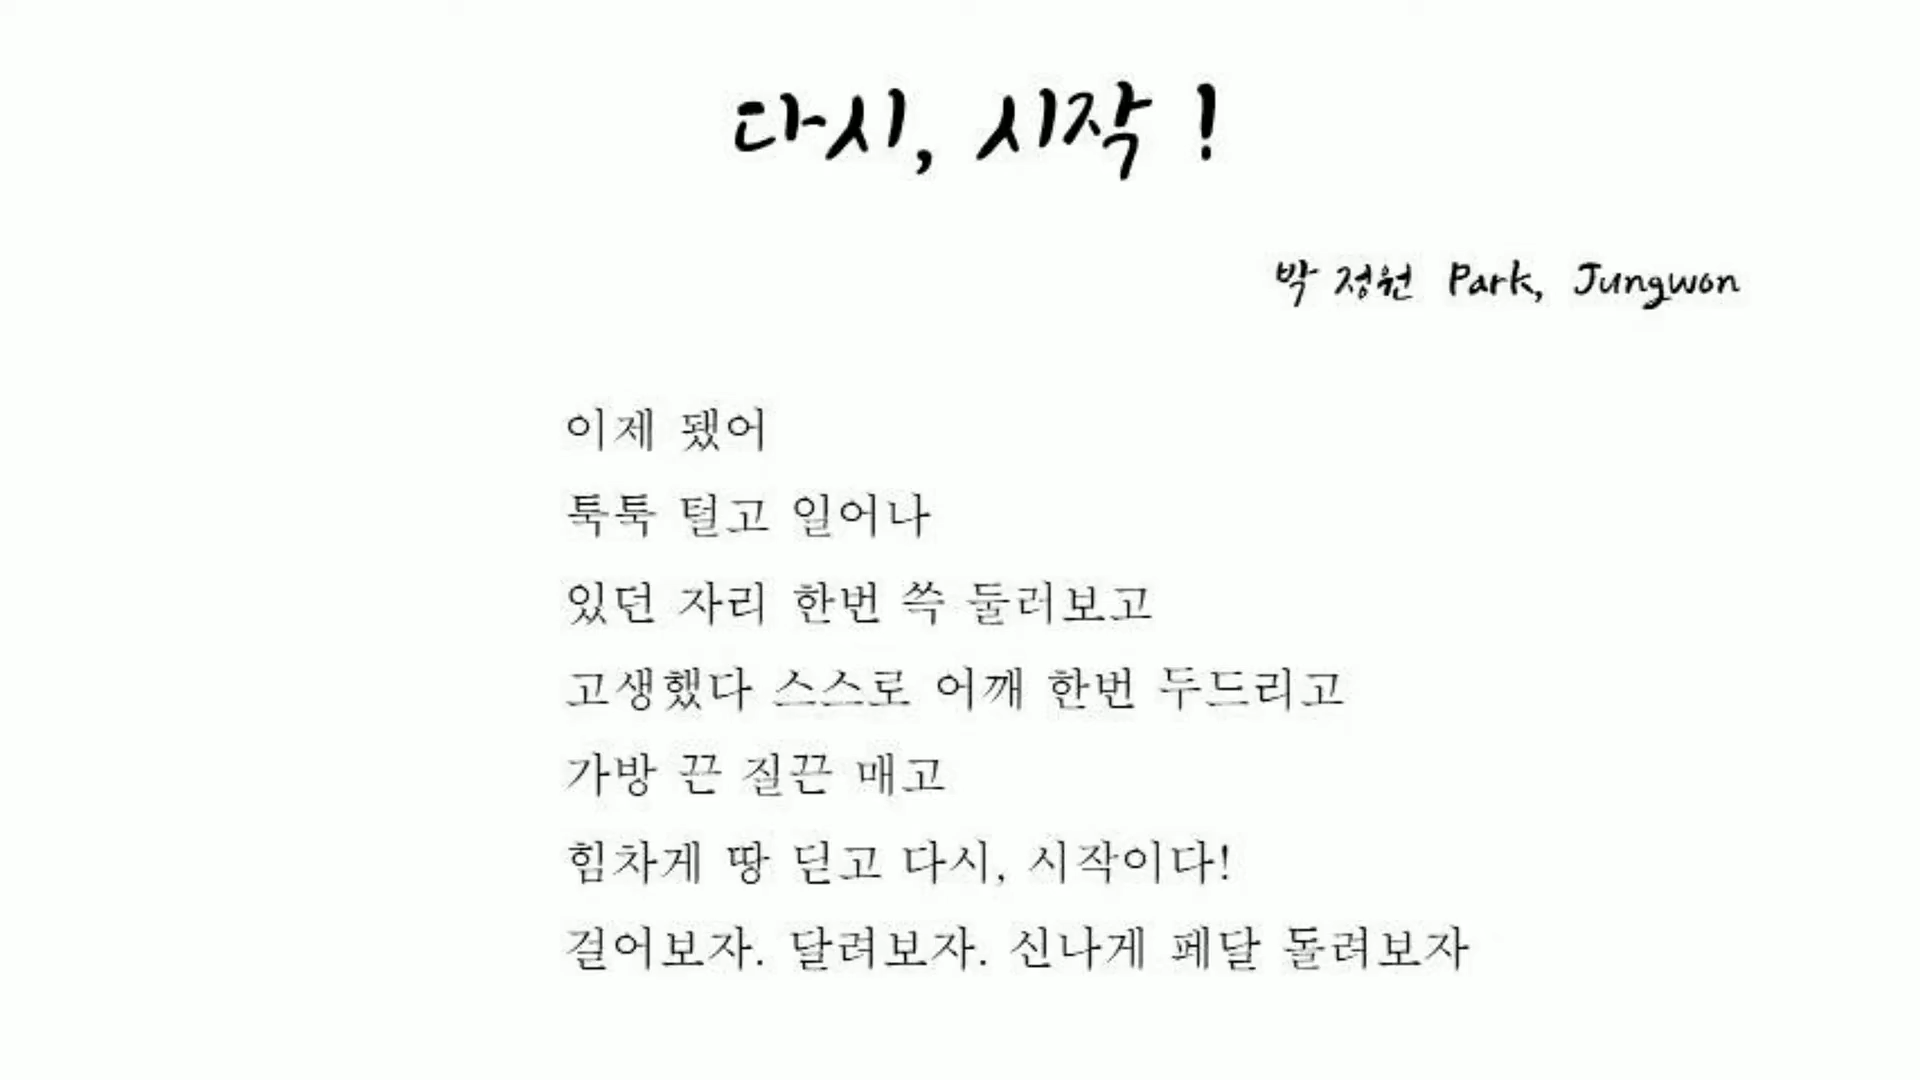 다시, 시작 !
박 정원 Park, Jungwon
이제 됐어
툭툭 털고 일어나
있던 자리 한번 쓱 둘러보고
고생했다 스스로 어깨 한번 두드리고
가방 끈 질끈 매고
힘차게 땅 딛고 다시, 시작이다!
걸어보자. 달려보자. 신나게 페달 돌려보자